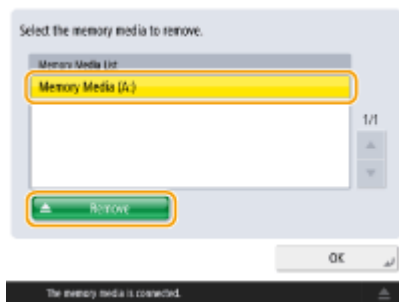 Select the memory media to remove.
Memory Media List
Memory Media (A:)
1/1
Remove
OK
The memory media is connected.